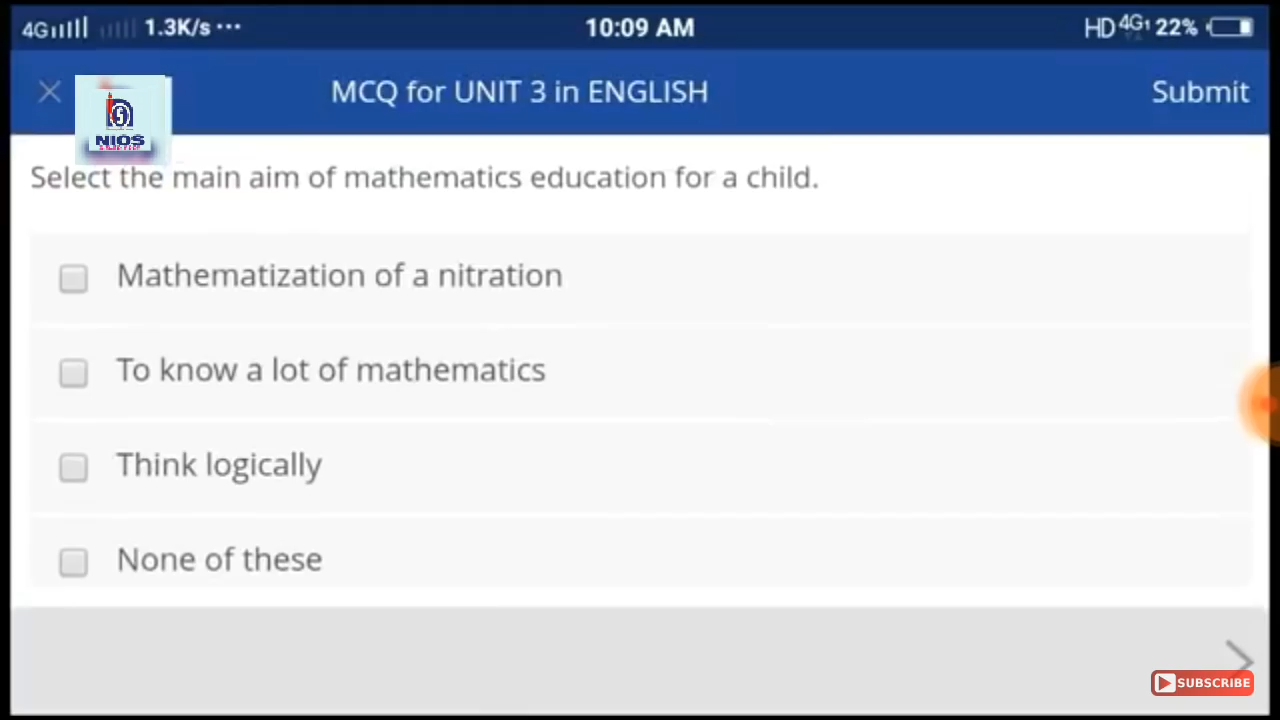 4G 1.3K/s ··· 10:09 AM HD 4G 22%
× MCQ for UNIT 3 in ENGLISH Submit
NIOS
Select the main aim of mathematics education for a child.
Mathematization of a nitration
To know a lot of mathematics
Think logically
None of these
SUBSCRIBE